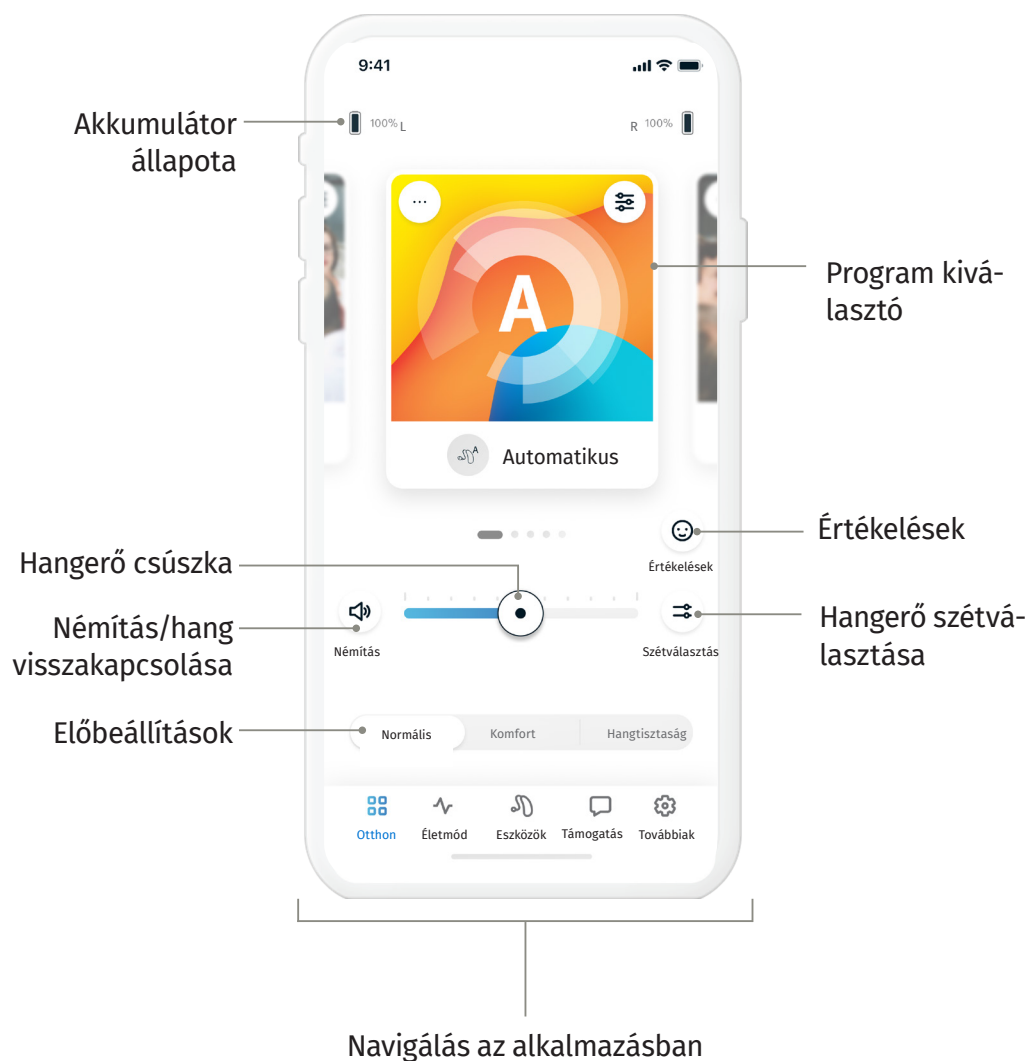 9:41
Akkumulátor
állapota
100% L
R 100%
...
A
Program kivá-
lasztó
A
Automatikus
Értékelések
Értékelések
Hangerő csúszka
Némítás/hang
visszakapcsolása
Némítás
Szétválasztás
Hangerő szétvá-
lasztása
Előbeállítások
Normális
Komfort
Hangtisztaság
Otthon
Életmód
Eszközök
Támogatás
Továbbiak
Navigálás az alkalmazásban